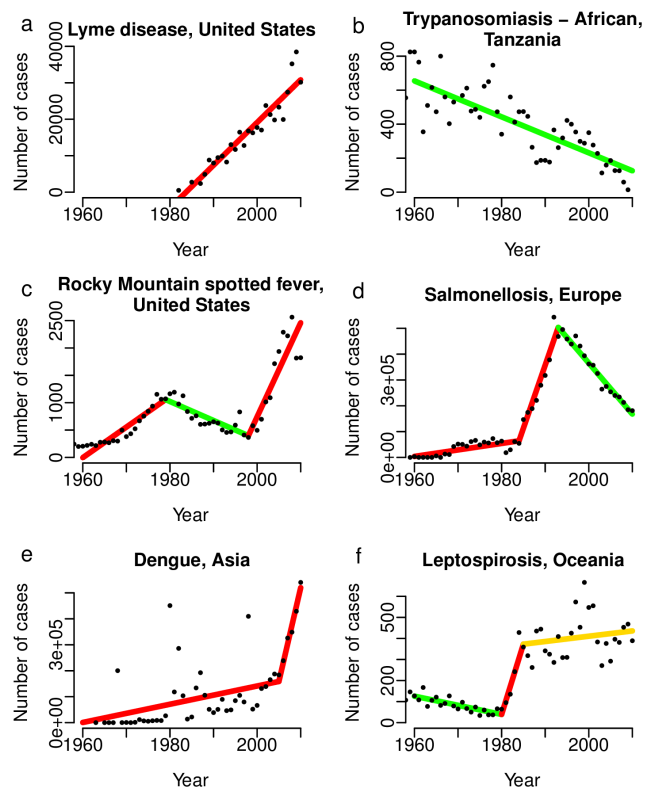 a
Lyme disease, United States
Number of cases
0
20000
40000
1960
1980
2000
Year
b
Trypanosomiasis − African,
Tanzania
Number of cases
0
400
800
1960
1980
2000
Year
c
Rocky Mountain spotted fever,
United States
Number of cases
0
1000
2500
1960
1980
2000
Year
d
Salmonellosis, Europe
Number of cases
0e+00
3e+05
1960
1980
2000
Year
e
Dengue, Asia
Number of cases
0e+00
3e+05
1960
1980
2000
Year
f
Leptospirosis, Oceania
Number of cases
0
200
500
1960
1980
2000
Year